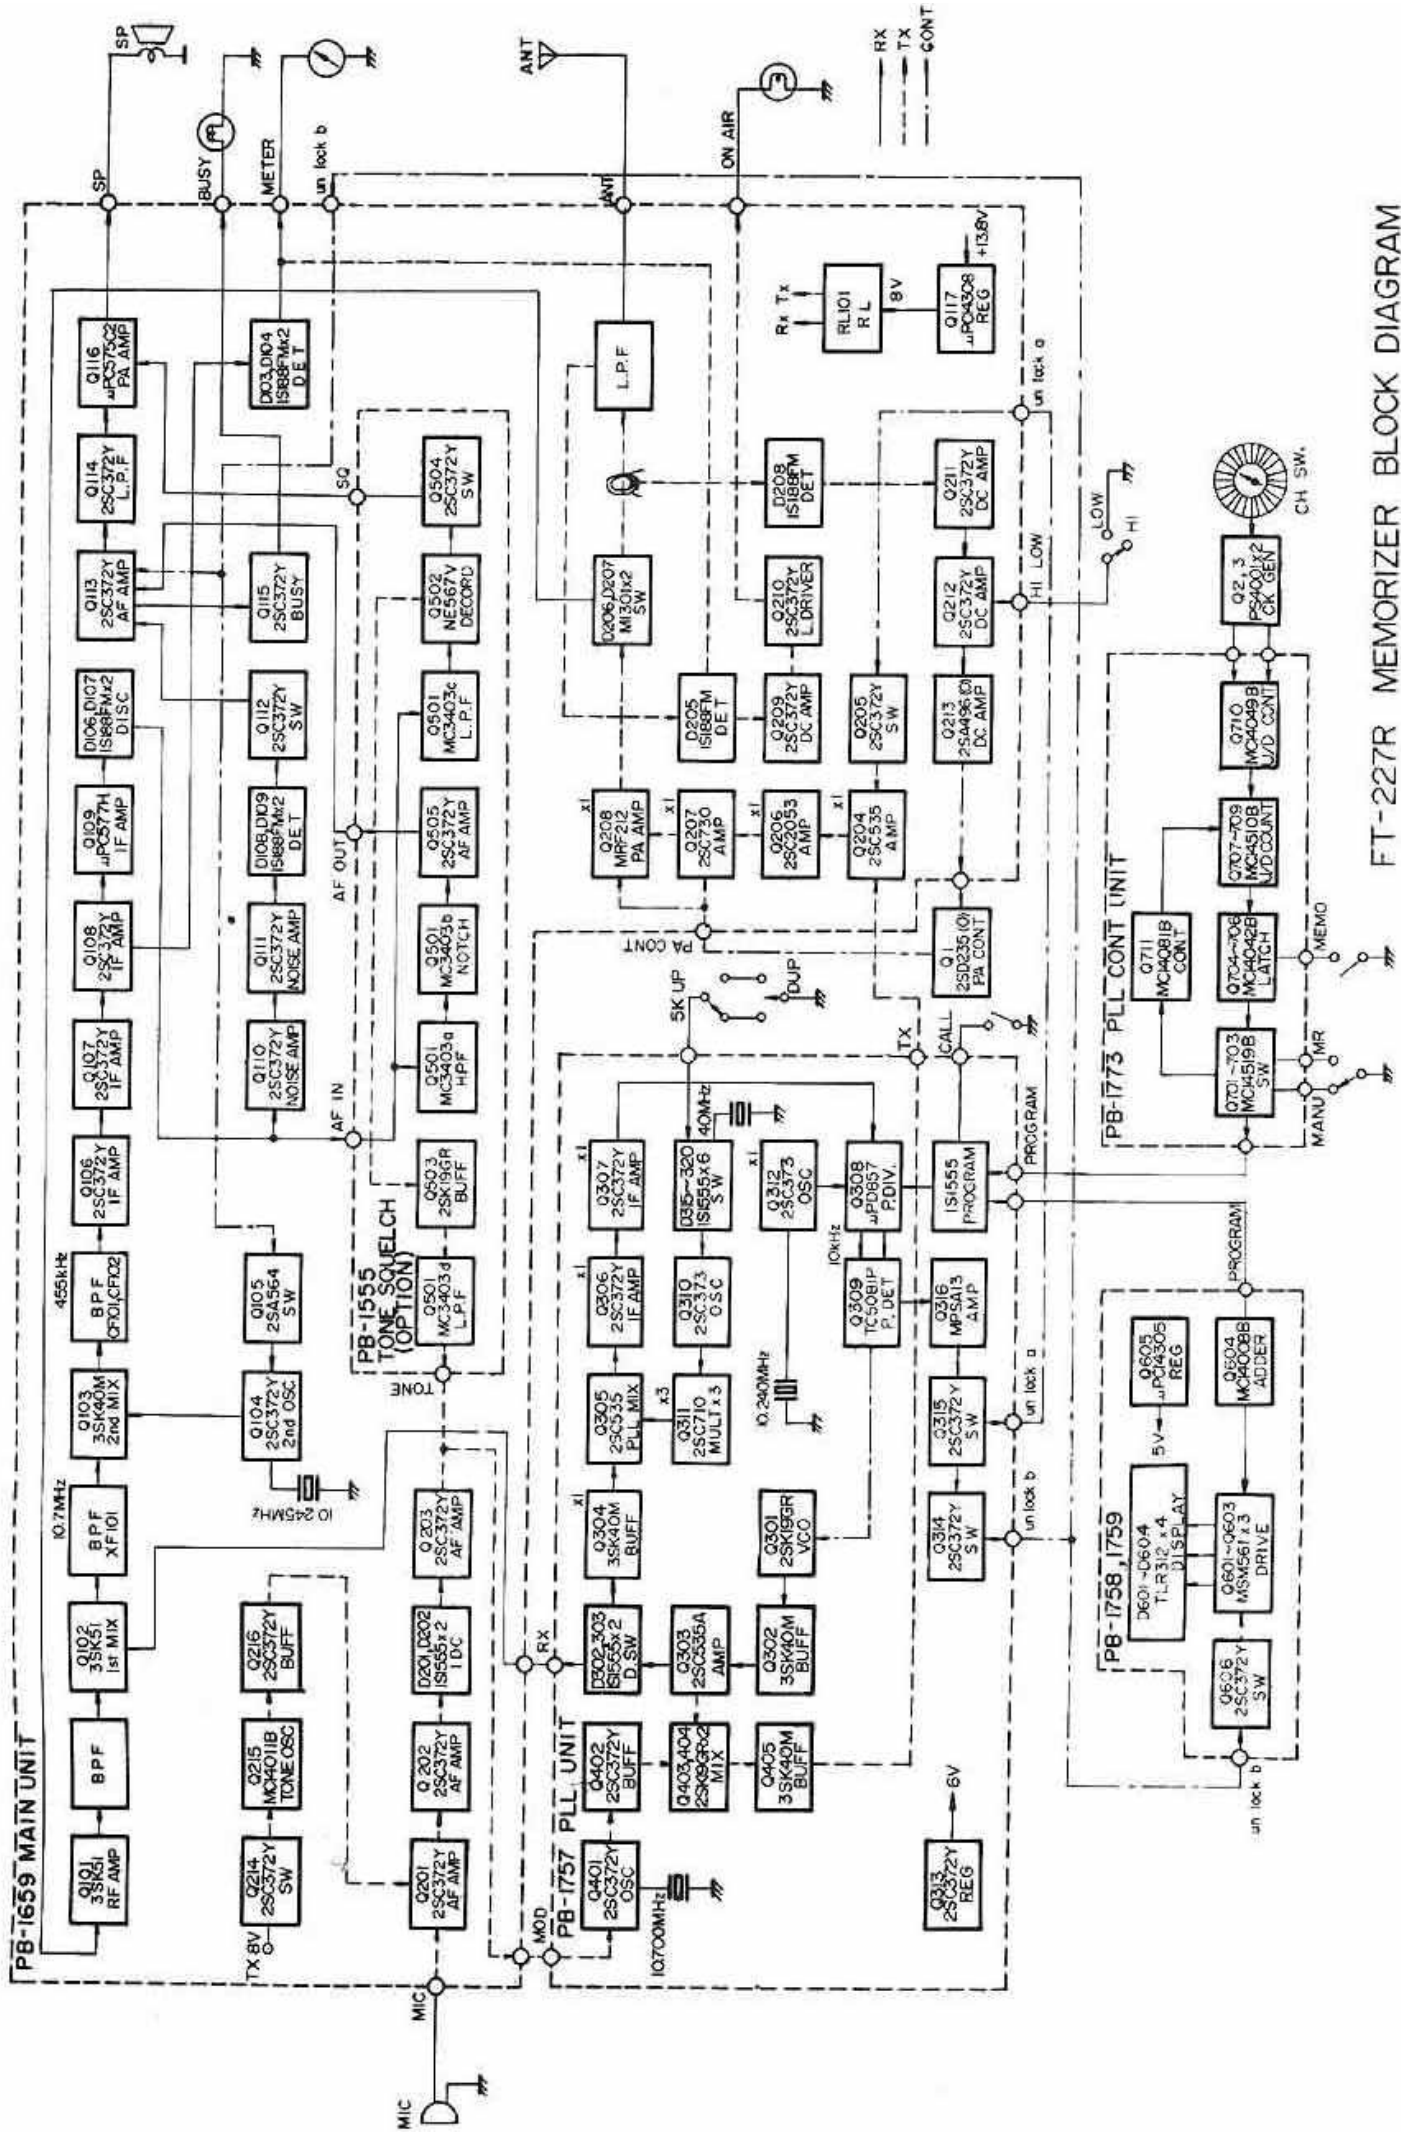 PB-1659 MAIN UNIT
Q101
3SK51
RF AMP
BPF
Q102
3SK51
1st MIX
10.7MHz
BPF
XF101
Q103
3SK40M
2nd MIX
455kHz
BPF
CF101,CF102
Q106
2SC372Y
IF AMP
Q107
2SC372Y
IF AMP
Q108
2SC372Y
IF AMP
Q109
μPC577H
IF AMP
D106,D107
1S188FMx2
DISC
Q113
2SC372Y
AF AMP
Q114
2SC372Y
L.P.F
Q116
μPC575C2
PA AMP
SP
SP
TX 8V
Q214
2SC372Y
SW
Q215
MC14011B
TONE OSC
Q216
2SC372Y
BUFF
10.245MHz
Q104
2SC372Y
2nd OSC
Q105
2SA564
SW
Q110
2SC372Y
NOISE AMP
Q111
2SC372Y
NOISE AMP
D108,D109
1S188FMx2
DET
Q112
2SC372Y
SW
Q115
2SC372Y
BUSY
D103,D104
1S188FMx2
DET
BUSY
METER
un lock b
MIC
MIC
Q201
2SC372Y
AF AMP
Q202
2SC372Y
AF AMP
D201,D202
1S1555x2
IDC
Q203
2SC372Y
AF AMP
TONE
PB-1555
TONE SQUELCH
(OPTION)
AF IN
AF OUT
SQ
Q501
MC3403d
L.P.F
Q503
2SK19GR
BUFF
Q501
MC3403a
HPF
Q501
MC3403b
NOTCH
Q505
2SC372Y
AF AMP
Q501
MC3403c
L.P.F
Q502
NE567V
DECORD
Q504
2SC372Y
SW
MOD
RX
PA CONT
Q208
MRF212
PA AMP
x1
D206,D207
MI301x2
SW
L.P.F
ANT
ANT
Q207
2SC730
AMP
D205
1S188FM
DET
Q206
2SC2053
AMP
x1
Q209
2SC372Y
DC AMP
Q210
2SC372Y
L.DRIVER
D208
1S188FM
DET
ON AIR
Q204
2SC535
AMP
x1
Q205
2SC372Y
SW
RL101
RL
Rx Tx
8V
Q213
2SA496(O)
DC AMP
Q212
2SC372Y
DC AMP
Q211
2SC372Y
DC AMP
Q117
μPC14308
REG
+13.8V
Q1
2SD235(O)
PA CONT
HI LOW
un lock a
LOW
HI
RX
TX
CONT
PB-1757 PLL UNIT
Q401
2SC372Y
OSC
10.700MHz
Q402
2SC372Y
BUFF
D302,303
1S1555x2
D.SW
Q304
3SK40M
BUFF
x1
Q305
2SC535
PLL MIX
Q306
2SC372Y
IF AMP
x1
Q307
2SC372Y
IF AMP
x1
5K UP
DUP
Q403,404
2SK19GRx2
MIX
Q303
2SC535A
AMP
Q311
2SC710
MULT x3
x3
Q310
2SC373
OSC
D315~320
1S1555x6
SW
40MHz
Q405
3SK40M
BUFF
Q302
3SK40M
BUFF
Q301
2SK19GR
VCO
10.240MHz
Q312
2SC373
OSC
x1
Q309
TC5081P
P. DET
10kHz
Q308
μPD857
P.DIV.
TX
CALL
Q313
2SC372Y
REG
6V
Q314
2SC372Y
SW
Q315
2SC372Y
SW
Q316
MPSA13
AMP
1S1555
PROGRAM
un lock b
un lock a
PROGRAM
PB-1758,1759
un lock b
Q606
2SC372Y
SW
D601~D604
TLR312 x4
DISPLAY
Q601~Q603
MSM561 x3
DRIVE
5V
Q605
μPC14305
REG
Q604
MC14008B
ADDER
PROGRAM
PB-1773 PLL CONT UNIT
Q711
MC14081B
CONT
Q701~703
MC14519B
SW
Q704~706
MC14042B
LATCH
Q707~709
MC14510B
U/D COUNT
Q710
MC14049B
U/D CONT
Q2, 3
PS4001x2
CK GEN
CH SW.
MANU
MR
MEMO
FT-227R MEMORIZER BLOCK DIAGRAM